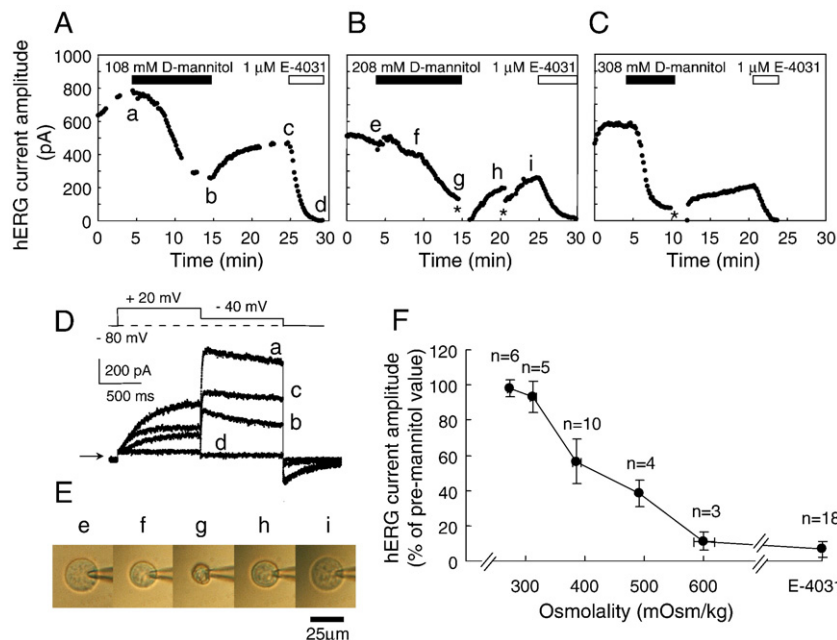 A
B
C
108 mM D-mannitol 1 μM E-4031
208 mM D-mannitol 1 μM E-4031
308 mM D-mannitol 1 μM E-4031
hERG current amplitude (pA)
1000
800
600
400
200
0
a
b
c
d
e
f
g
*
h
*
i
*
0 5 10 15 20 25 30
0 5 10 15 20 25 30
0 5 10 15 20 25 30
Time (min)
Time (min)
Time (min)
D
+ 20 mV
- 40 mV
- 80 mV
200 pA
500 ms
a
c
b
d
E
e f g h i
25μm
F
hERG current amplitude
(% of pre-mannitol value)
120
100
80
60
40
20
0
n=6
n=5
n=10
n=4
n=3
n=18
300 400 500 600 E-4031
Osmolality (mOsm/kg)